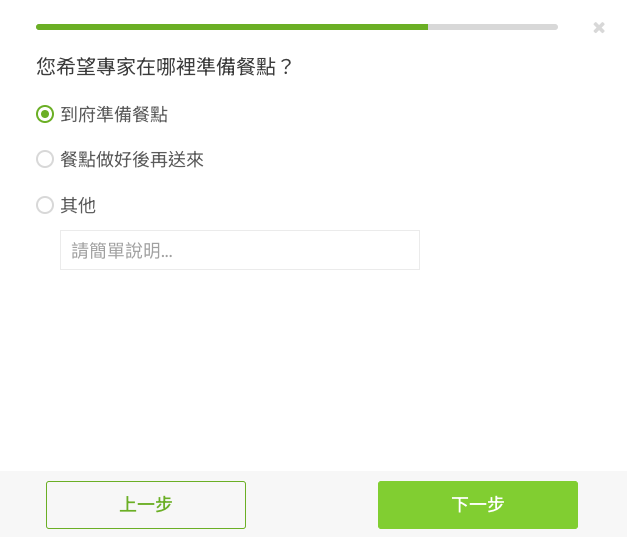 您希望專家在哪裡準備餐點？
到府準備餐點
餐點做好後再送來
其他
請簡單說明...
上一步
下一步